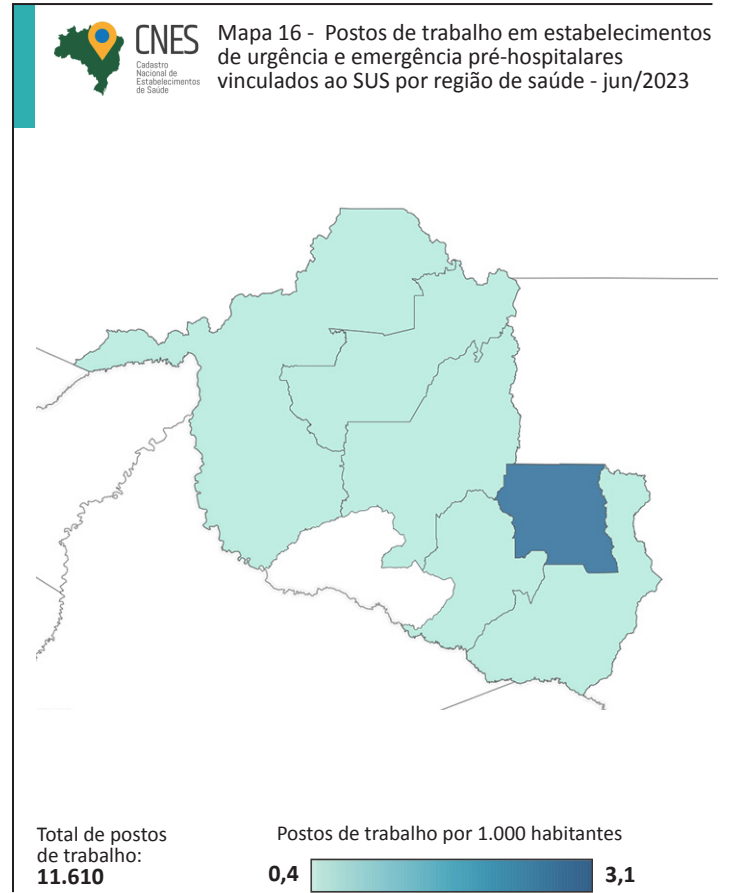 CNES
Cadastro
Nacional de
Estabelecimentos
de Saúde
Mapa 16 - Postos de trabalho em estabelecimentos
de urgência e emergência pré-hospitalares
vinculados ao SUS por região de saúde - jun/2023
Total de postos
de trabalho:
11.610
Postos de trabalho por 1.000 habitantes
0,4
3,1